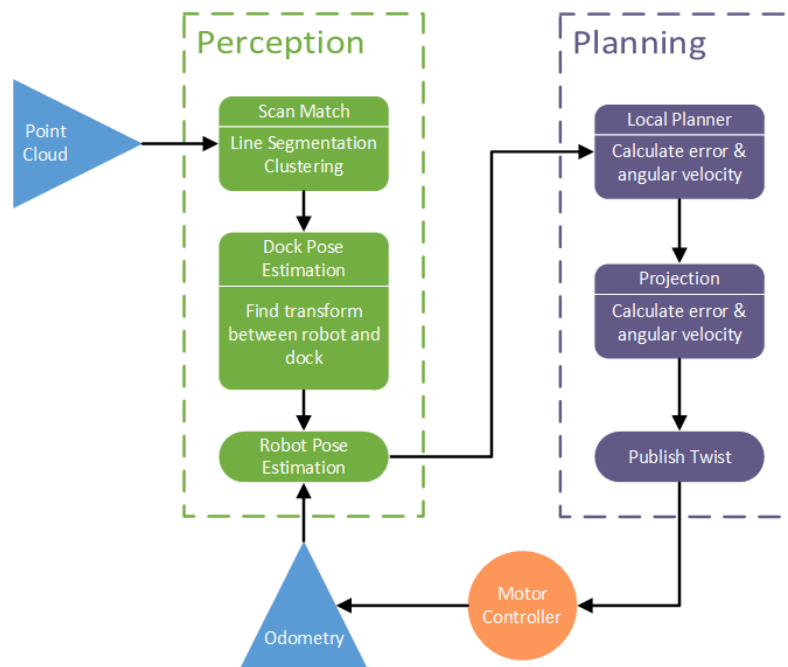 Perception
Planning
Point
Cloud
Scan Match
Line Segmentation
Clustering
Dock Pose
Estimation
Find transform
between robot and
dock
Robot Pose
Estimation
Local Planner
Calculate error &
angular velocity
Projection
Calculate error &
angular velocity
Publish Twist
Motor
Controller
Odometry